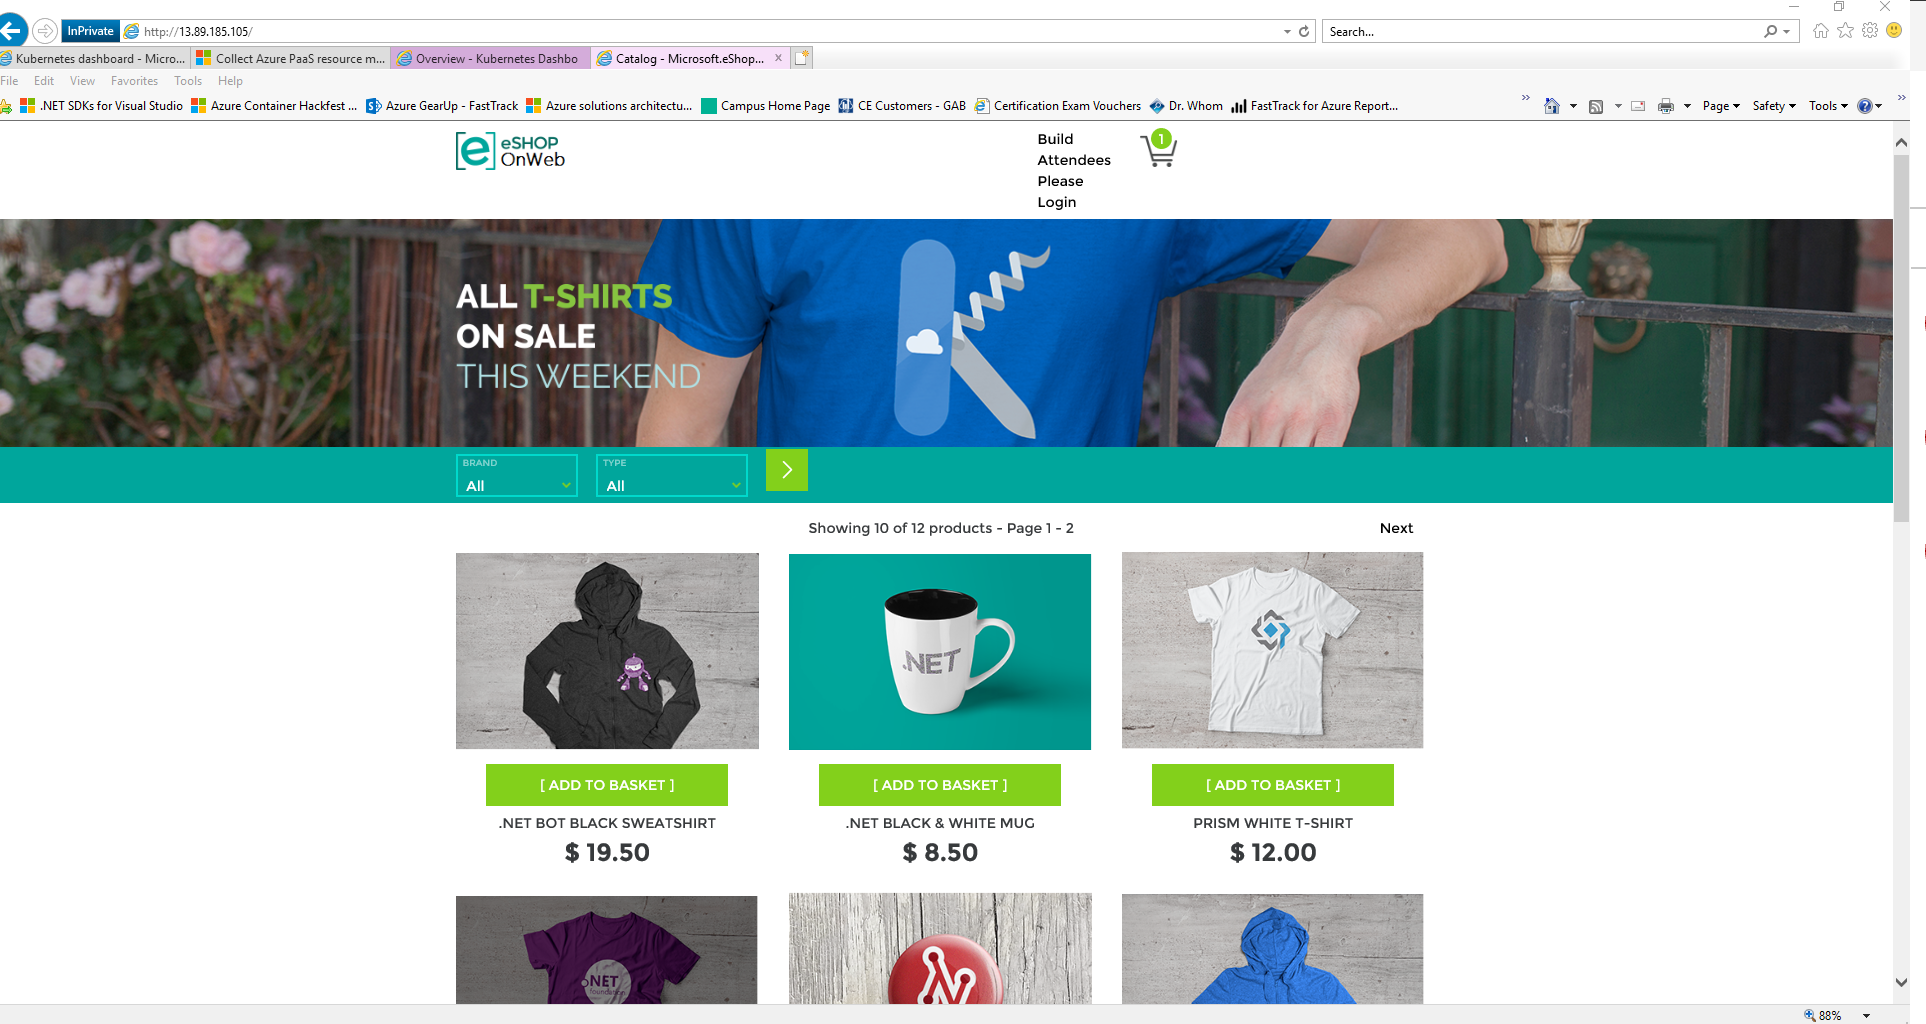 InPrivate
http://13.89.185.105/
Search...
Kubernetes dashboard - Micro...
Collect Azure PaaS resource m...
Overview - Kubernetes Dashbo
Catalog - Microsoft.eShop...
File Edit View Favorites Tools Help
.NET SDKs for Visual Studio
Azure Container Hackfest ...
Azure GearUp - FastTrack
Azure solutions architectu...
Campus Home Page
CE Customers - GAB
Certification Exam Vouchers
Dr. Whom
FastTrack for Azure Report...
Page
Safety
Tools
eSHOP
OnWeb
Build
Attendees
Please
Login
1
ALL T-SHIRTS
ON SALE
THIS WEEKEND
BRAND
All
TYPE
All
Showing 10 of 12 products - Page 1 - 2
Next
.NET
[ ADD TO BASKET ]
[ ADD TO BASKET ]
[ ADD TO BASKET ]
.NET BOT BLACK SWEATSHIRT
.NET BLACK & WHITE MUG
PRISM WHITE T-SHIRT
$ 19.50
$ 8.50
$ 12.00
.NET
foundation
88%